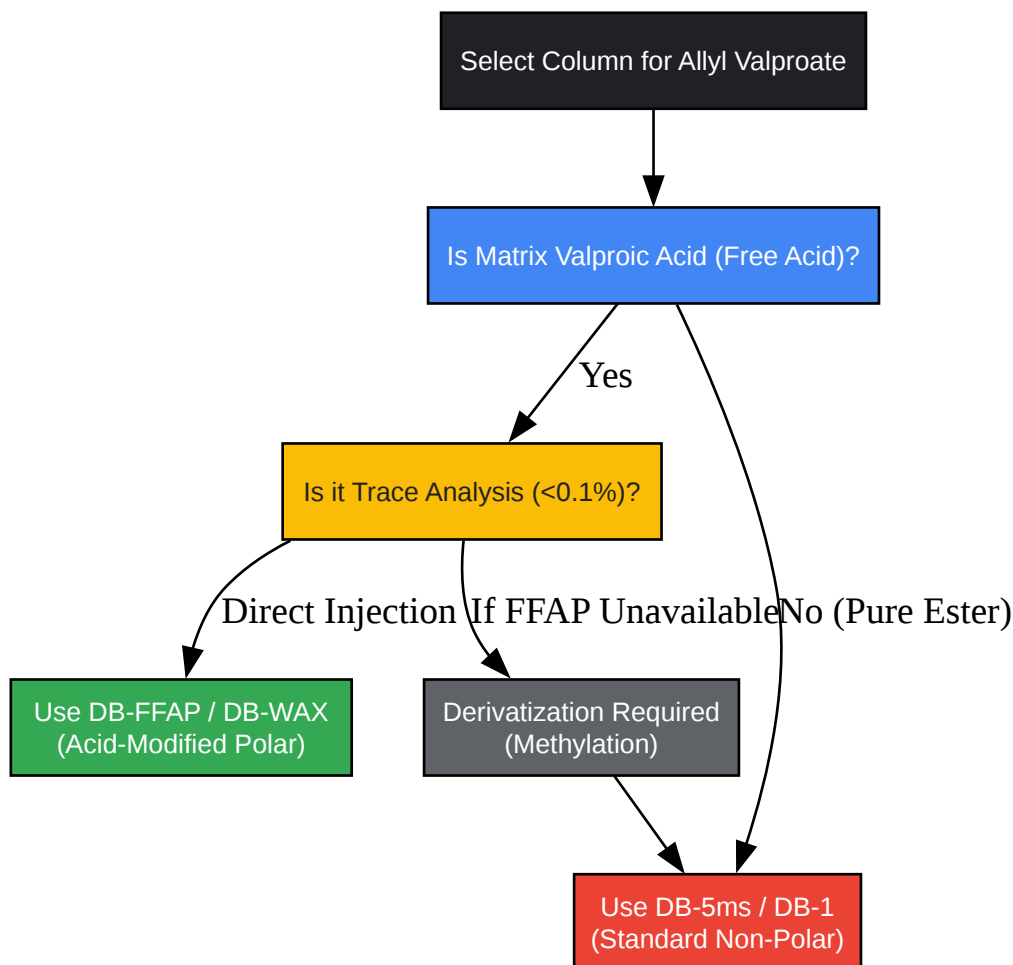 Select Column for Allyl Valproate
Is Matrix Valproic Acid (Free Acid)?
Yes
Is it Trace Analysis (<0.1%)?
Direct Injection
If FFAP Unavailable
No (Pure Ester)
Use DB-FFAP / DB-WAX
(Acid-Modified Polar)
Derivatization Required
(Methylation)
Use DB-5ms / DB-1
(Standard Non-Polar)